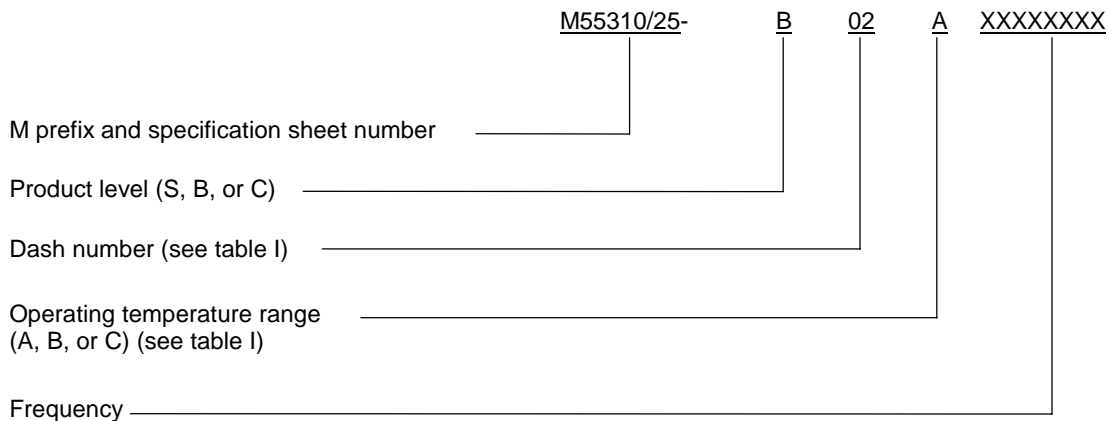 M55310/25- B 02 A XXXXXXXX
M prefix and specification sheet number
Product level (S, B, or C)
Dash number (see table I)
Operating temperature range
(A, B, or C) (see table I)
Frequency